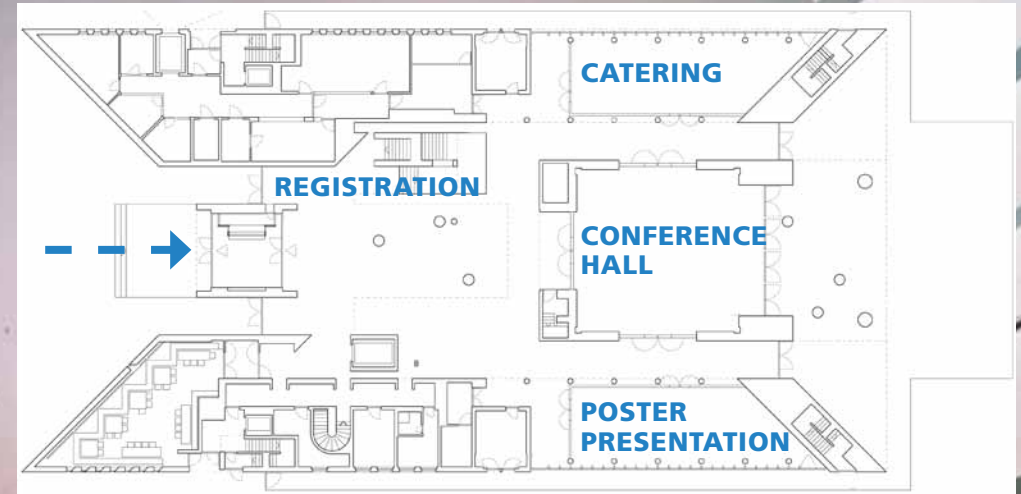 CATERING
REGISTRATION
CONFERENCE
HALL
POSTER
PRESENTATION